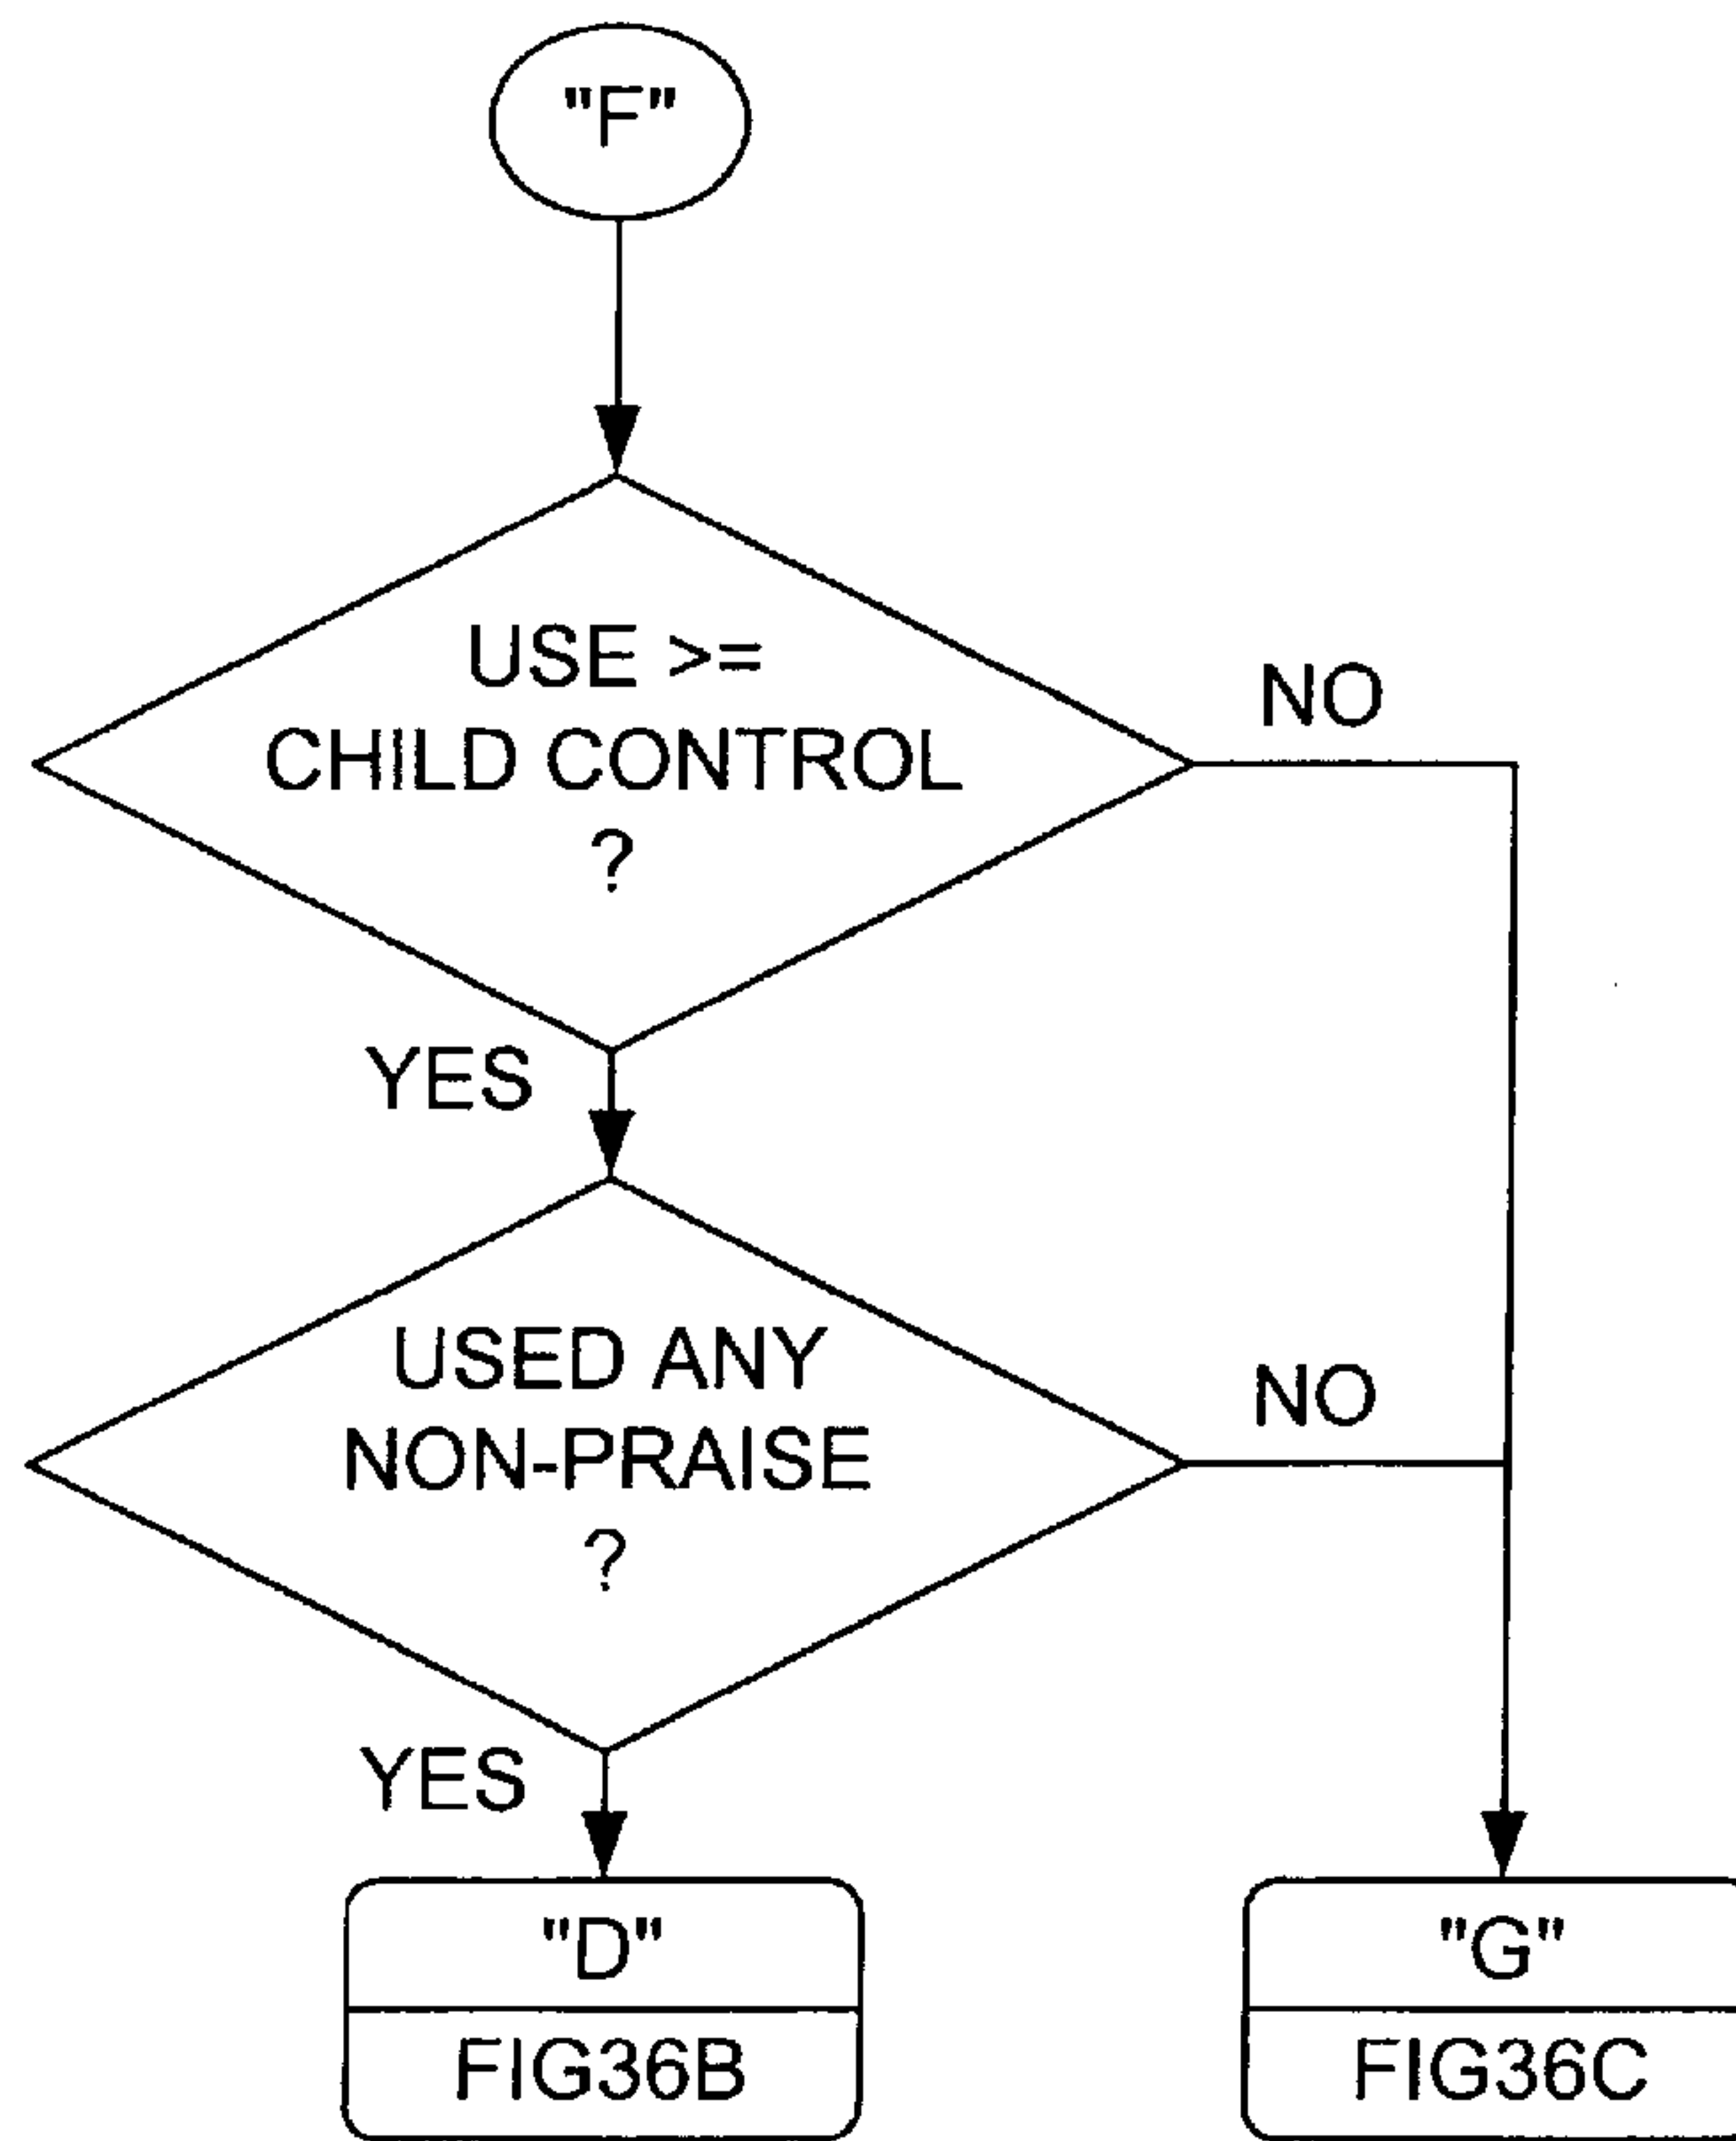 "F"
USE >=
CHILD CONTROL
?
NO
YES
USED ANY
NON-PRAISE
?
NO
YES
"D"
FIG36B
"G"
FIG36C